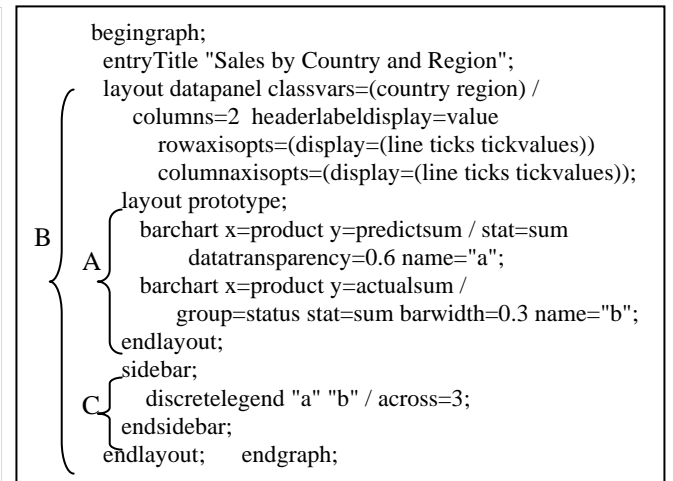 begingraph;
entryTitle "Sales by Country and Region";
layout datapanel classvars=(country region) /
columns=2 headerlabeldisplay=value
rowaxisopts=(display=(line ticks tickvalues))
columnaxisopts=(display=(line ticks tickvalues));
layout prototype;
barchart x=product y=predictsum / stat=sum
datatransparency=0.6 name="a";
barchart x=product y=actualsum /
group=status stat=sum barwidth=0.3 name="b";
endlayout;
sidebar;
discretelegend "a" "b" / across=3;
endsidebar;
endlayout; endgraph;
B
A
C